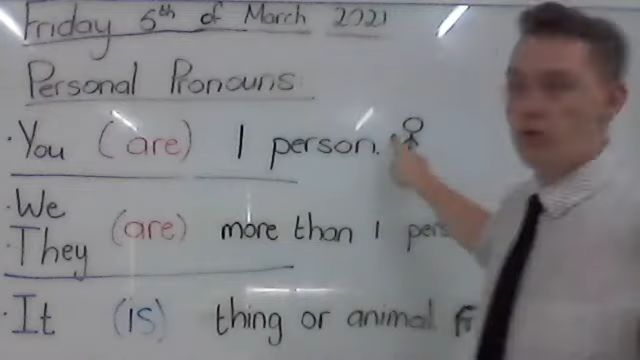 Friday 5th of March 2021
Personal Pronouns
· You (are) 1 person.
· We
· They (are) more than 1 pers
· It (is) thing or animal